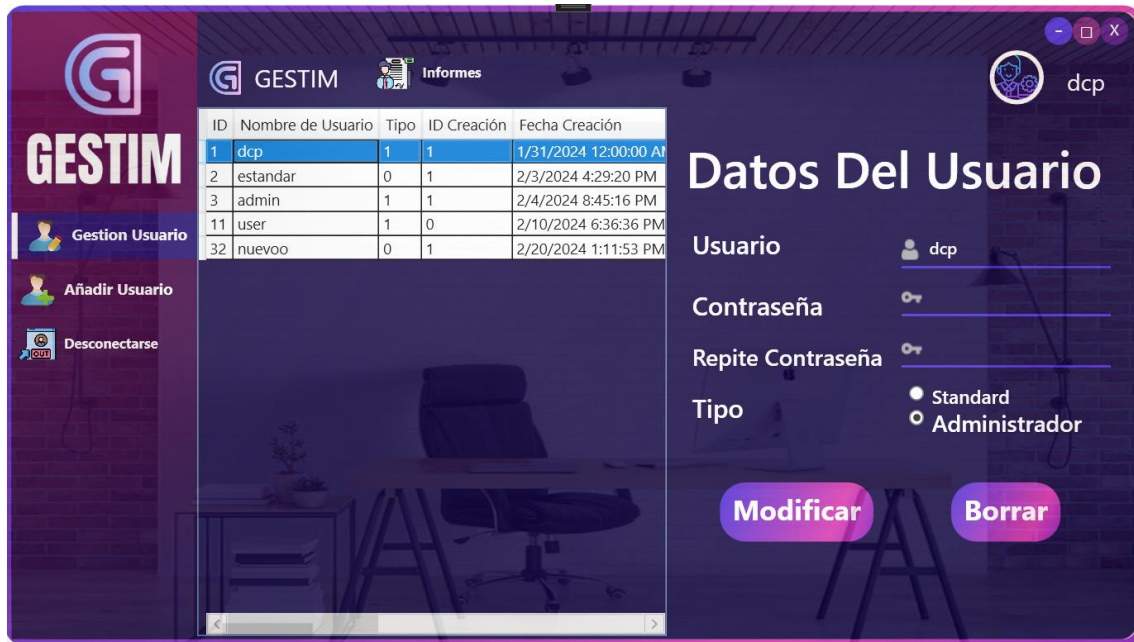 - □ X
GESTIM
Informes
dcp
GESTIM
Gestion Usuario
Añadir Usuario
OUT
Desconectarse
ID Nombre de Usuario Tipo ID Creación Fecha Creación
1 dcp 1 1 1/31/2024 12:00:00 AM
2 estandar 0 1 2/3/2024 4:29:20 PM
3 admin 1 1 2/4/2024 8:45:16 PM
11 user 1 0 2/10/2024 6:36:36 PM
32 nuevoo 0 1 2/20/2024 1:11:53 PM
Datos Del Usuario
Usuario dcp
Contraseña
Repite Contraseña
Tipo Standard
Administrador
Modificar Borrar